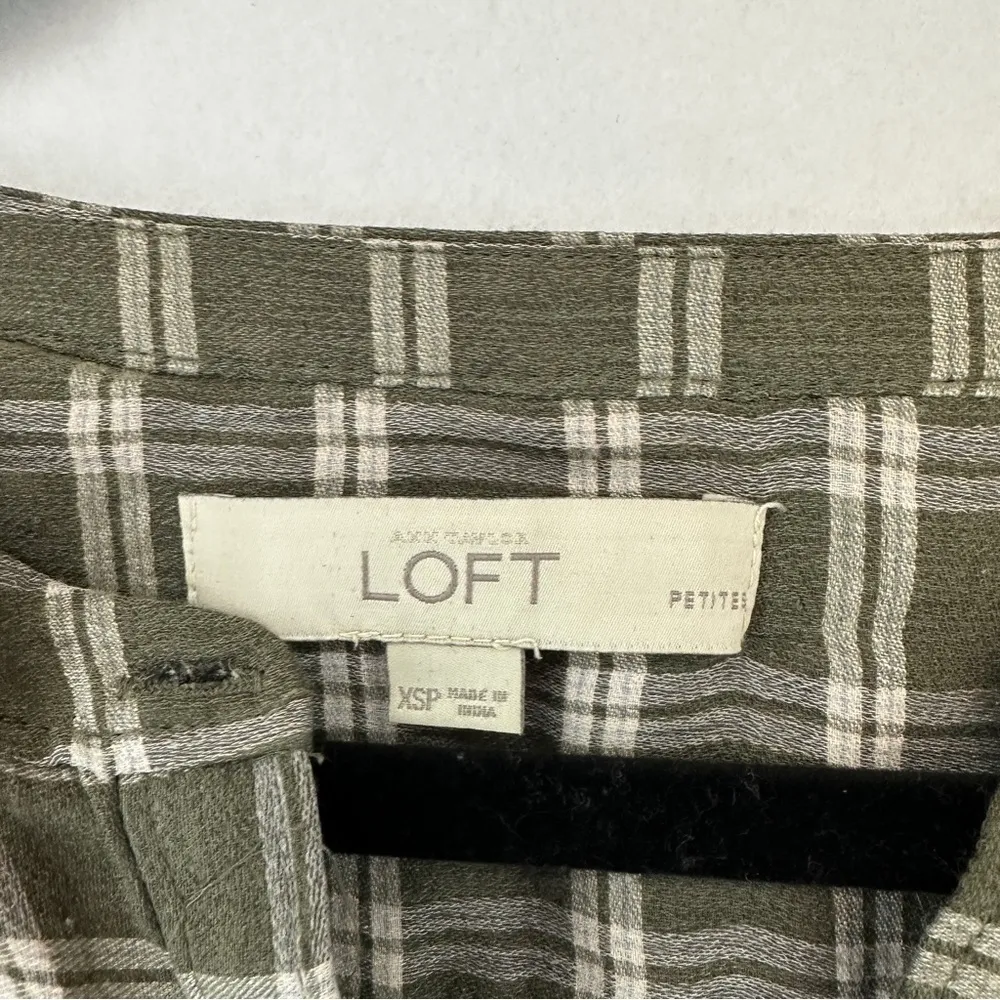 ANN TAYLOR
LOFT
PETITES
XSP MADE IN
INDIA